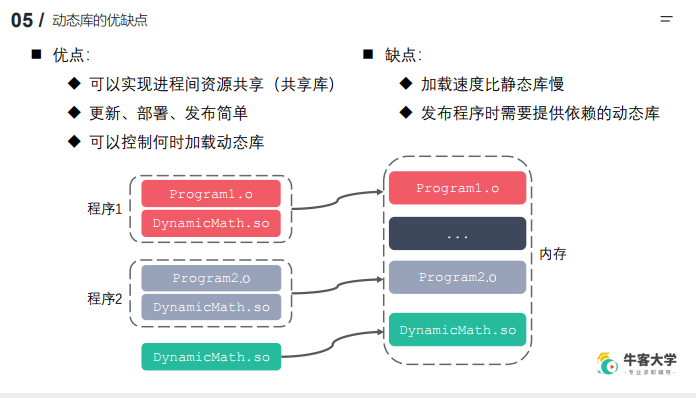 05 / 动态库的优缺点
■ 优点：
◆ 可以实现进程间资源共享（共享库）
◆ 更新、部署、发布简单
◆ 可以控制何时加载动态库
■ 缺点：
◆ 加载速度比静态库慢
◆ 发布程序时需要提供依赖的动态库
程序1
Program1.o
DynamicMath.so
程序2
Program2.o
DynamicMath.so
DynamicMath.so
Program1.o
...
Program2.o
DynamicMath.so
内存
牛客大学
·专业求职辅导·